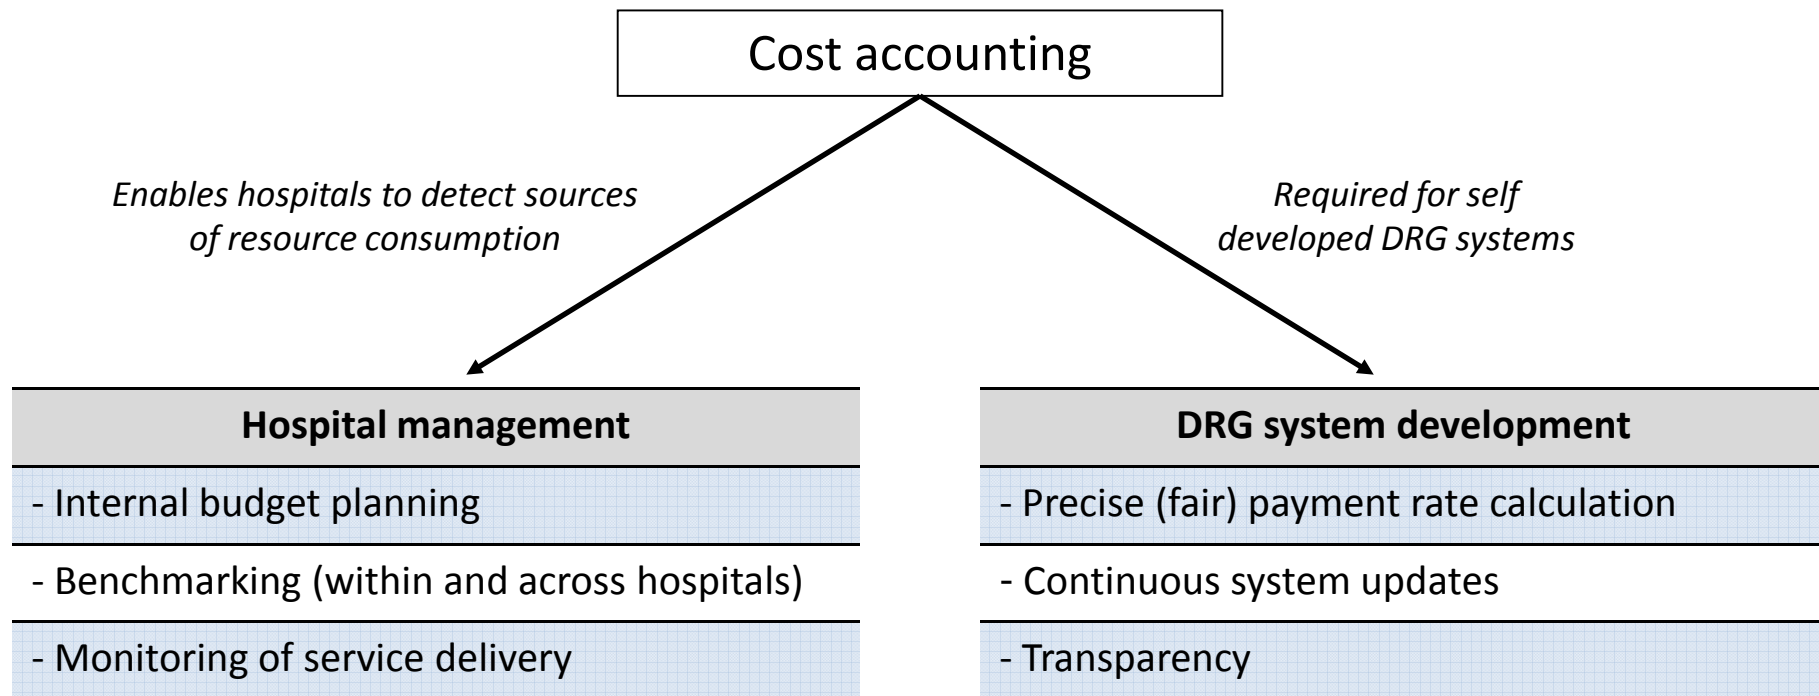 Cost accounting
Enables hospitals to detect sources
of resource consumption
Required for self
developed DRG systems
Hospital management
- Internal budget planning
- Benchmarking (within and across hospitals)
- Monitoring of service delivery
DRG system development
- Precise (fair) payment rate calculation
- Continuous system updates
- Transparency